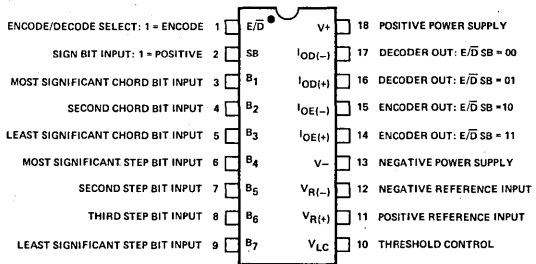 ENCODE/DECODE SELECT: 1 = ENCODE 1 E/D̅ V+ 18 POSITIVE POWER SUPPLY
SIGN BIT INPUT: 1 = POSITIVE 2 SB IOD(−) 17 DECODER OUT: E/D̅ SB = 00
MOST SIGNIFICANT CHORD BIT INPUT 3 B1 IOD(+) 16 DECODER OUT: E/D̅ SB = 01
SECOND CHORD BIT INPUT 4 B2 IOE(−) 15 ENCODER OUT: E/D̅ SB =10
LEAST SIGNIFICANT CHORD BIT INPUT 5 B3 IOE(+) 14 ENCODER OUT: E/D̅ SB = 11
MOST SIGNIFICANT STEP BIT INPUT 6 B4 V− 13 NEGATIVE POWER SUPPLY
SECOND STEP BIT INPUT 7 B5 VR(−) 12 NEGATIVE REFERENCE INPUT
THIRD STEP BIT INPUT 8 B6 VR(+) 11 POSITIVE REFERENCE INPUT
LEAST SIGNIFICANT STEP BIT INPUT 9 B7 VLC 10 THRESHOLD CONTROL